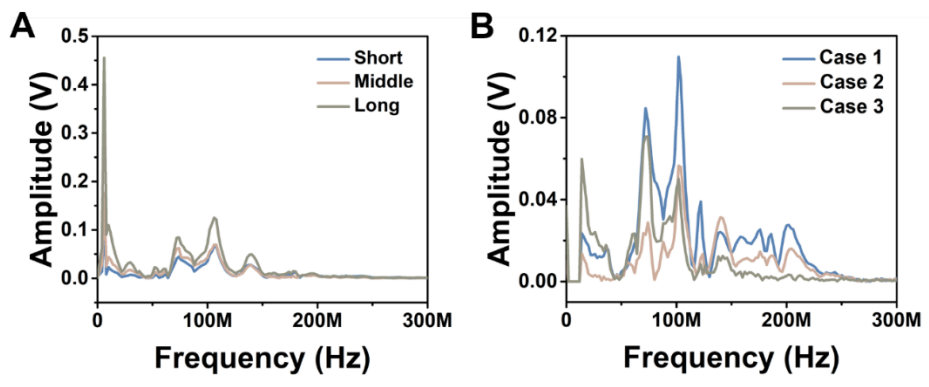 A
Amplitude (V)
0.5
0.4
0.3
0.2
0.1
0.0
Short
Middle
Long
0
100M
200M
300M
Frequency (Hz)
B
Amplitude (V)
0.12
0.08
0.04
0.00
Case 1
Case 2
Case 3
0
100M
200M
300M
Frequency (Hz)